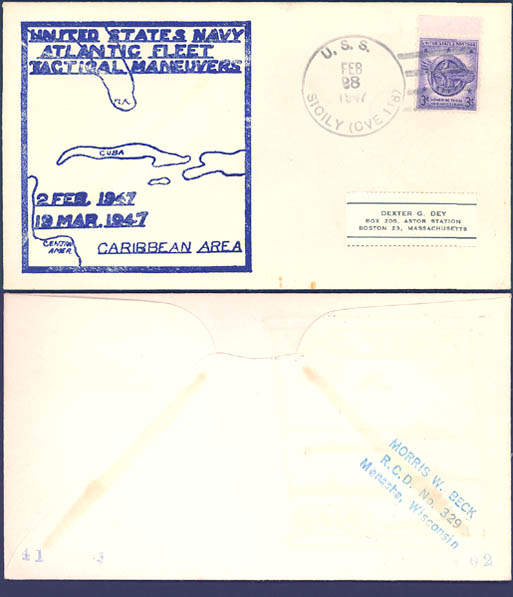 UNITED STATES NAVY
ATLANTIC FLEET
TACTICAL MANEUVERS
FLA.
CUBA
2 FEB. 1947
19 MAR. 1947
CENTRAL
AMER.
CARIBBEAN AREA
U. S. S.
FEB
28
1947
SICILY (CVE 118)
UNITED STATES POSTAGE
3¢ 3¢
DEXTER G. DEY
BOX 205, ASTOR STATION
BOSTON 23, MASSACHUSETTS
MORRIS W. BECK
R.C.D. No. 329
Menasha, Wisconsin
41
62